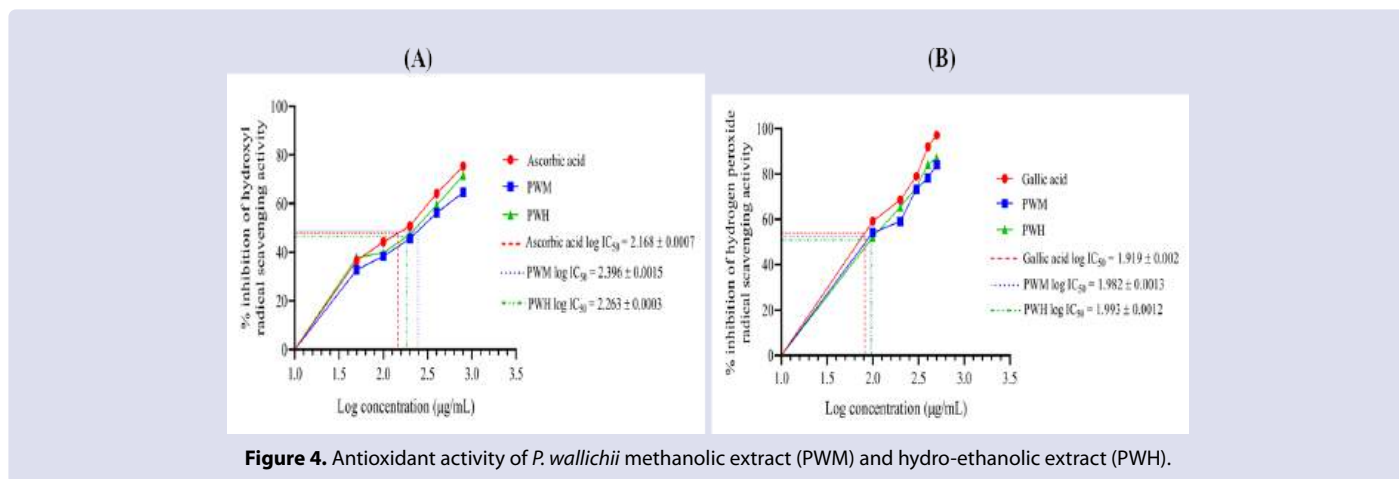 (A)
(B)
% inhibition of hydroxyl
radical scavenging activity
100
80
60
40
20
0
1.0
1.5
2.0
2.5
3.0
3.5
Log concentration (µg/mL)
Ascorbic acid
PWM
PWH
Ascorbic acid log IC50 = 2.168 ± 0.0007
PWM log IC50 = 2.396 ± 0.0015
PWH log IC50 = 2.263 ± 0.0003
% inhibition of hydrogen peroxide
radical scavenging activity
100
80
60
40
20
0
1.0
1.5
2.0
2.5
3.0
3.5
Log concentration (µg/mL)
Gallic acid
PWM
PWH
Gallic acid log IC50 = 1.919 ± 0.002
PWM log IC50 = 1.982 ± 0.0013
PWH log IC50 = 1.993 ± 0.0012
Figure 4. Antioxidant activity of P. wallichii methanolic extract (PWM) and hydro-ethanolic extract (PWH).